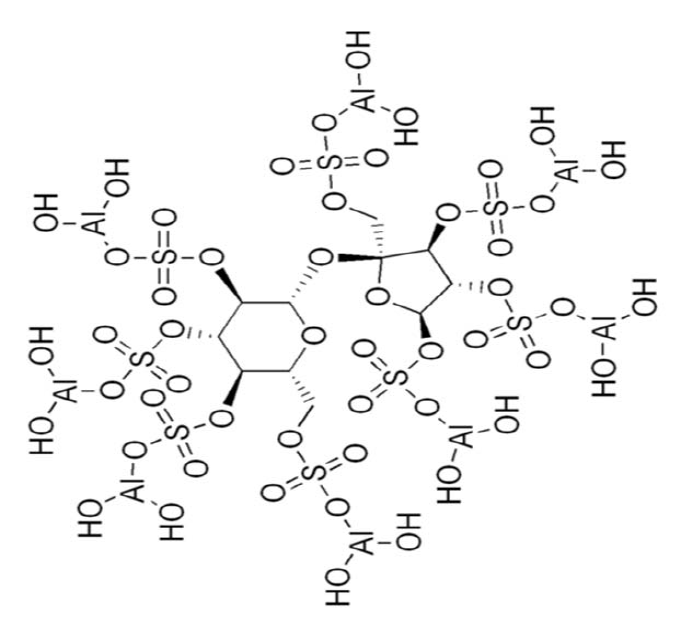 OH
Al
O HO OH
O S O OH
OH O Al
OH Al O O O S O
O S O O O
O O O OH
O O S O Al
OH O O O O
S S O HO
Al O O
O O O OH
HO S O Al
O O O
O S HO
Al O O
HO HO OH
Al
HO